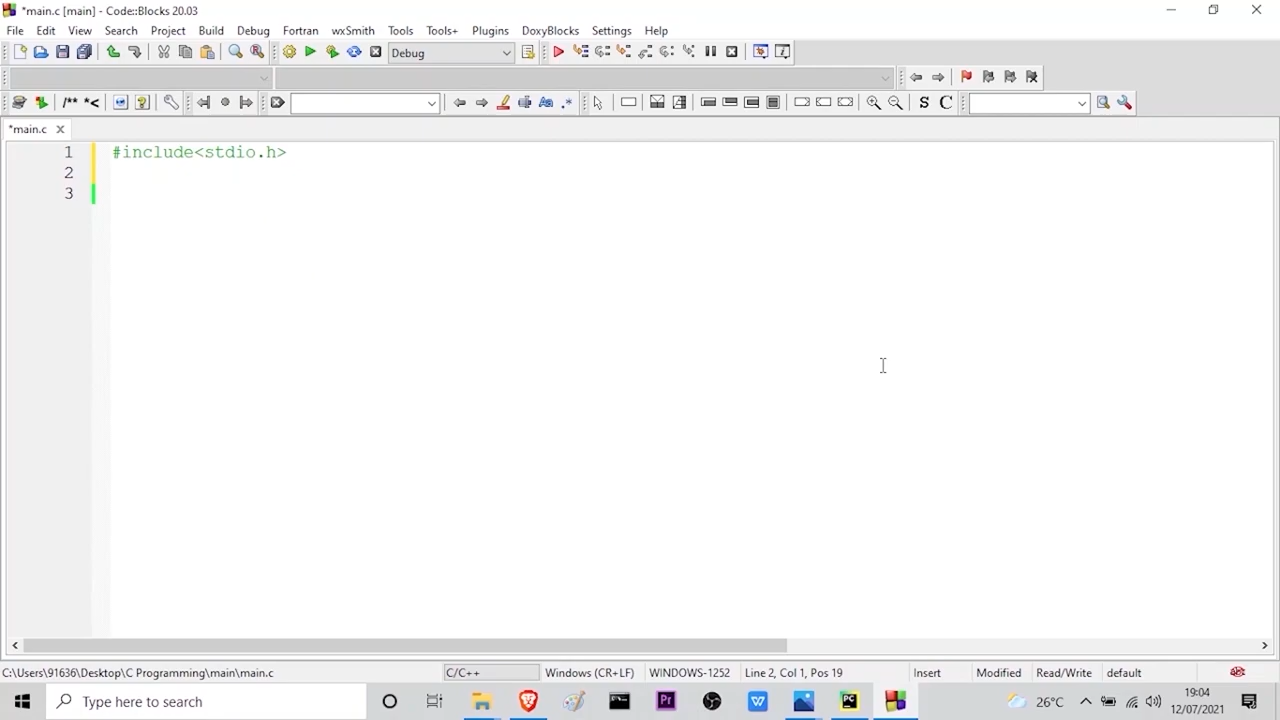 *main.c [main] - Code::Blocks 20.03
File Edit View Search Project Build Debug Fortran wxSmith Tools Tools+ Plugins DoxyBlocks Settings Help
Debug
/** *<
S C
*main.c
1 #include<stdio.h>
2
3
C:\Users\91636\Desktop\C Programming\main\main.c C/C++ Windows (CR+LF) WINDOWS-1252 Line 2, Col 1, Pos 19 Insert Modified Read/Write default
Type here to search
26°C
19:04
12/07/2021